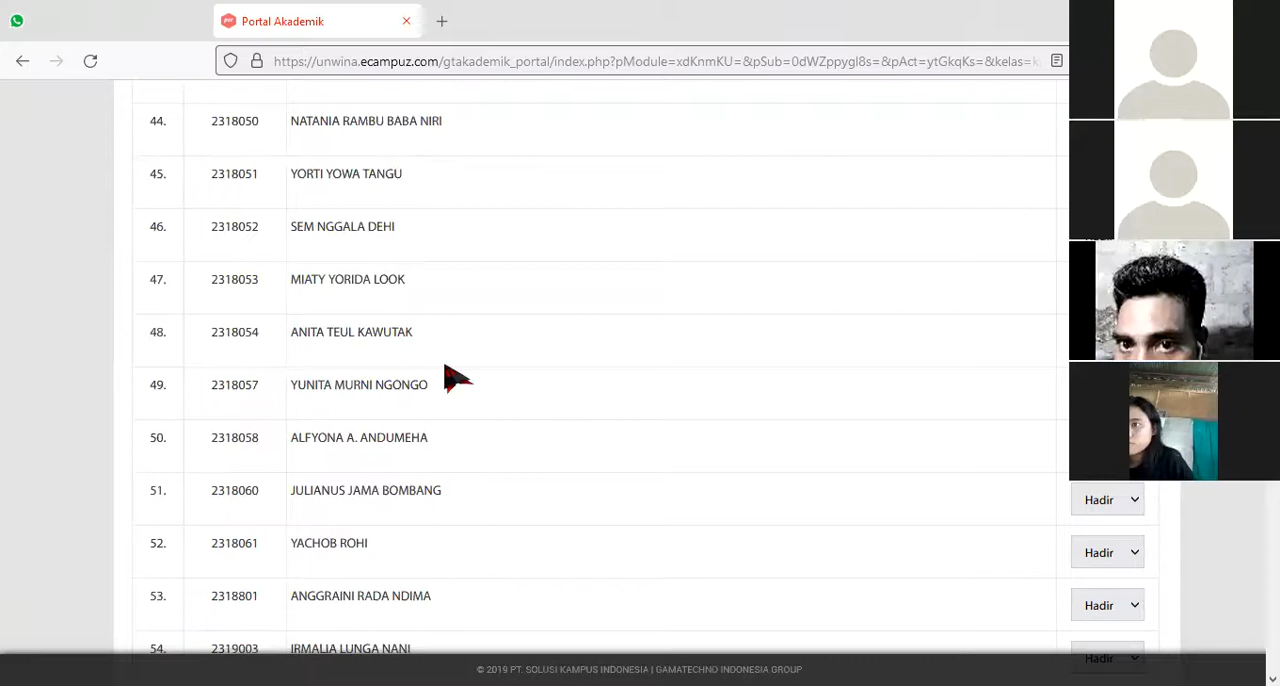 Portal Akademik
https://unwindecampuz.com/gtakademik_portal/index.php?pModule=xdKnmKU=&pSub=0dWZppygl8s=&pAct=ytGkqKs=&kelas=k
44. 2318050 NATANIA RAMBU BABA NIRI
45. 2318051 YORTI YOWA TANGU
46. 2318052 SEM NGGALA DEHI
47. 2318053 MIATY YORIDA LOOK
48. 2318054 ANITA TEUL KAWUTAK
49. 2318057 YUNITA MURNI NGONGO
50. 2318058 ALFYONA A. ANDUMEHA
51. 2318060 JULIANUS JAMA BOMBANG Hadir
52. 2318061 YACHOB ROHI Hadir
53. 2318801 ANGGRAINI RADA NDIMA Hadir
54. 2319003 IRMALIA LUNGA NANI Hadir
© 2019 PT. SOLUSI KAMPUS INDONESIA | GAMATECHNO INDONESIA GROUP